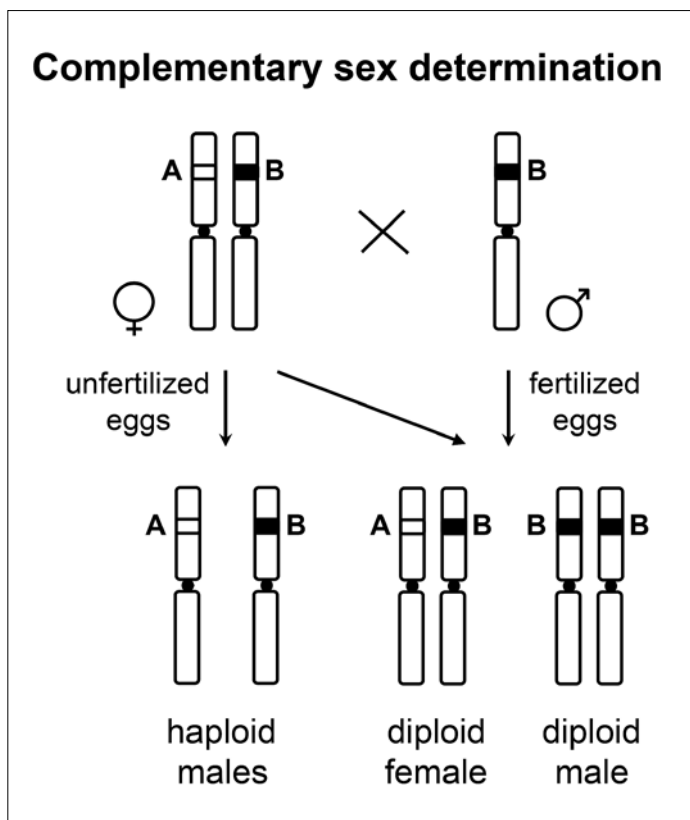 Complementary sex determination
A B B
unfertilized
eggs
fertilized
eggs
A B A B B B
haploid
males
diploid
female
diploid
male